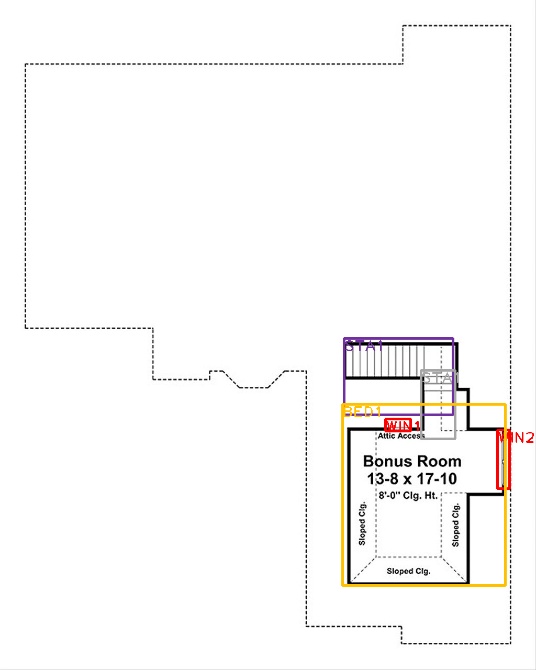 STA1
STA
BED1
WIN1
WIN2
Attic Access
Bonus Room
13-8 x 17-10
8'-0" Clg. Ht.
Sloped Clg.
Sloped Clg.
Sloped Clg.